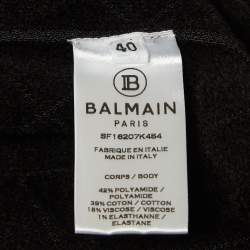 40
B
BALMAIN
PARIS
SF16207K454
FABRIQUE EN ITALIE
MADE IN ITALY
CORPS / BODY
42% POLYAMIDE /
POLYAMIDE
39% COTON / COTTON
18% VISCOSE / VISCOSE
1% ELASTHANNE /
ELASTANE